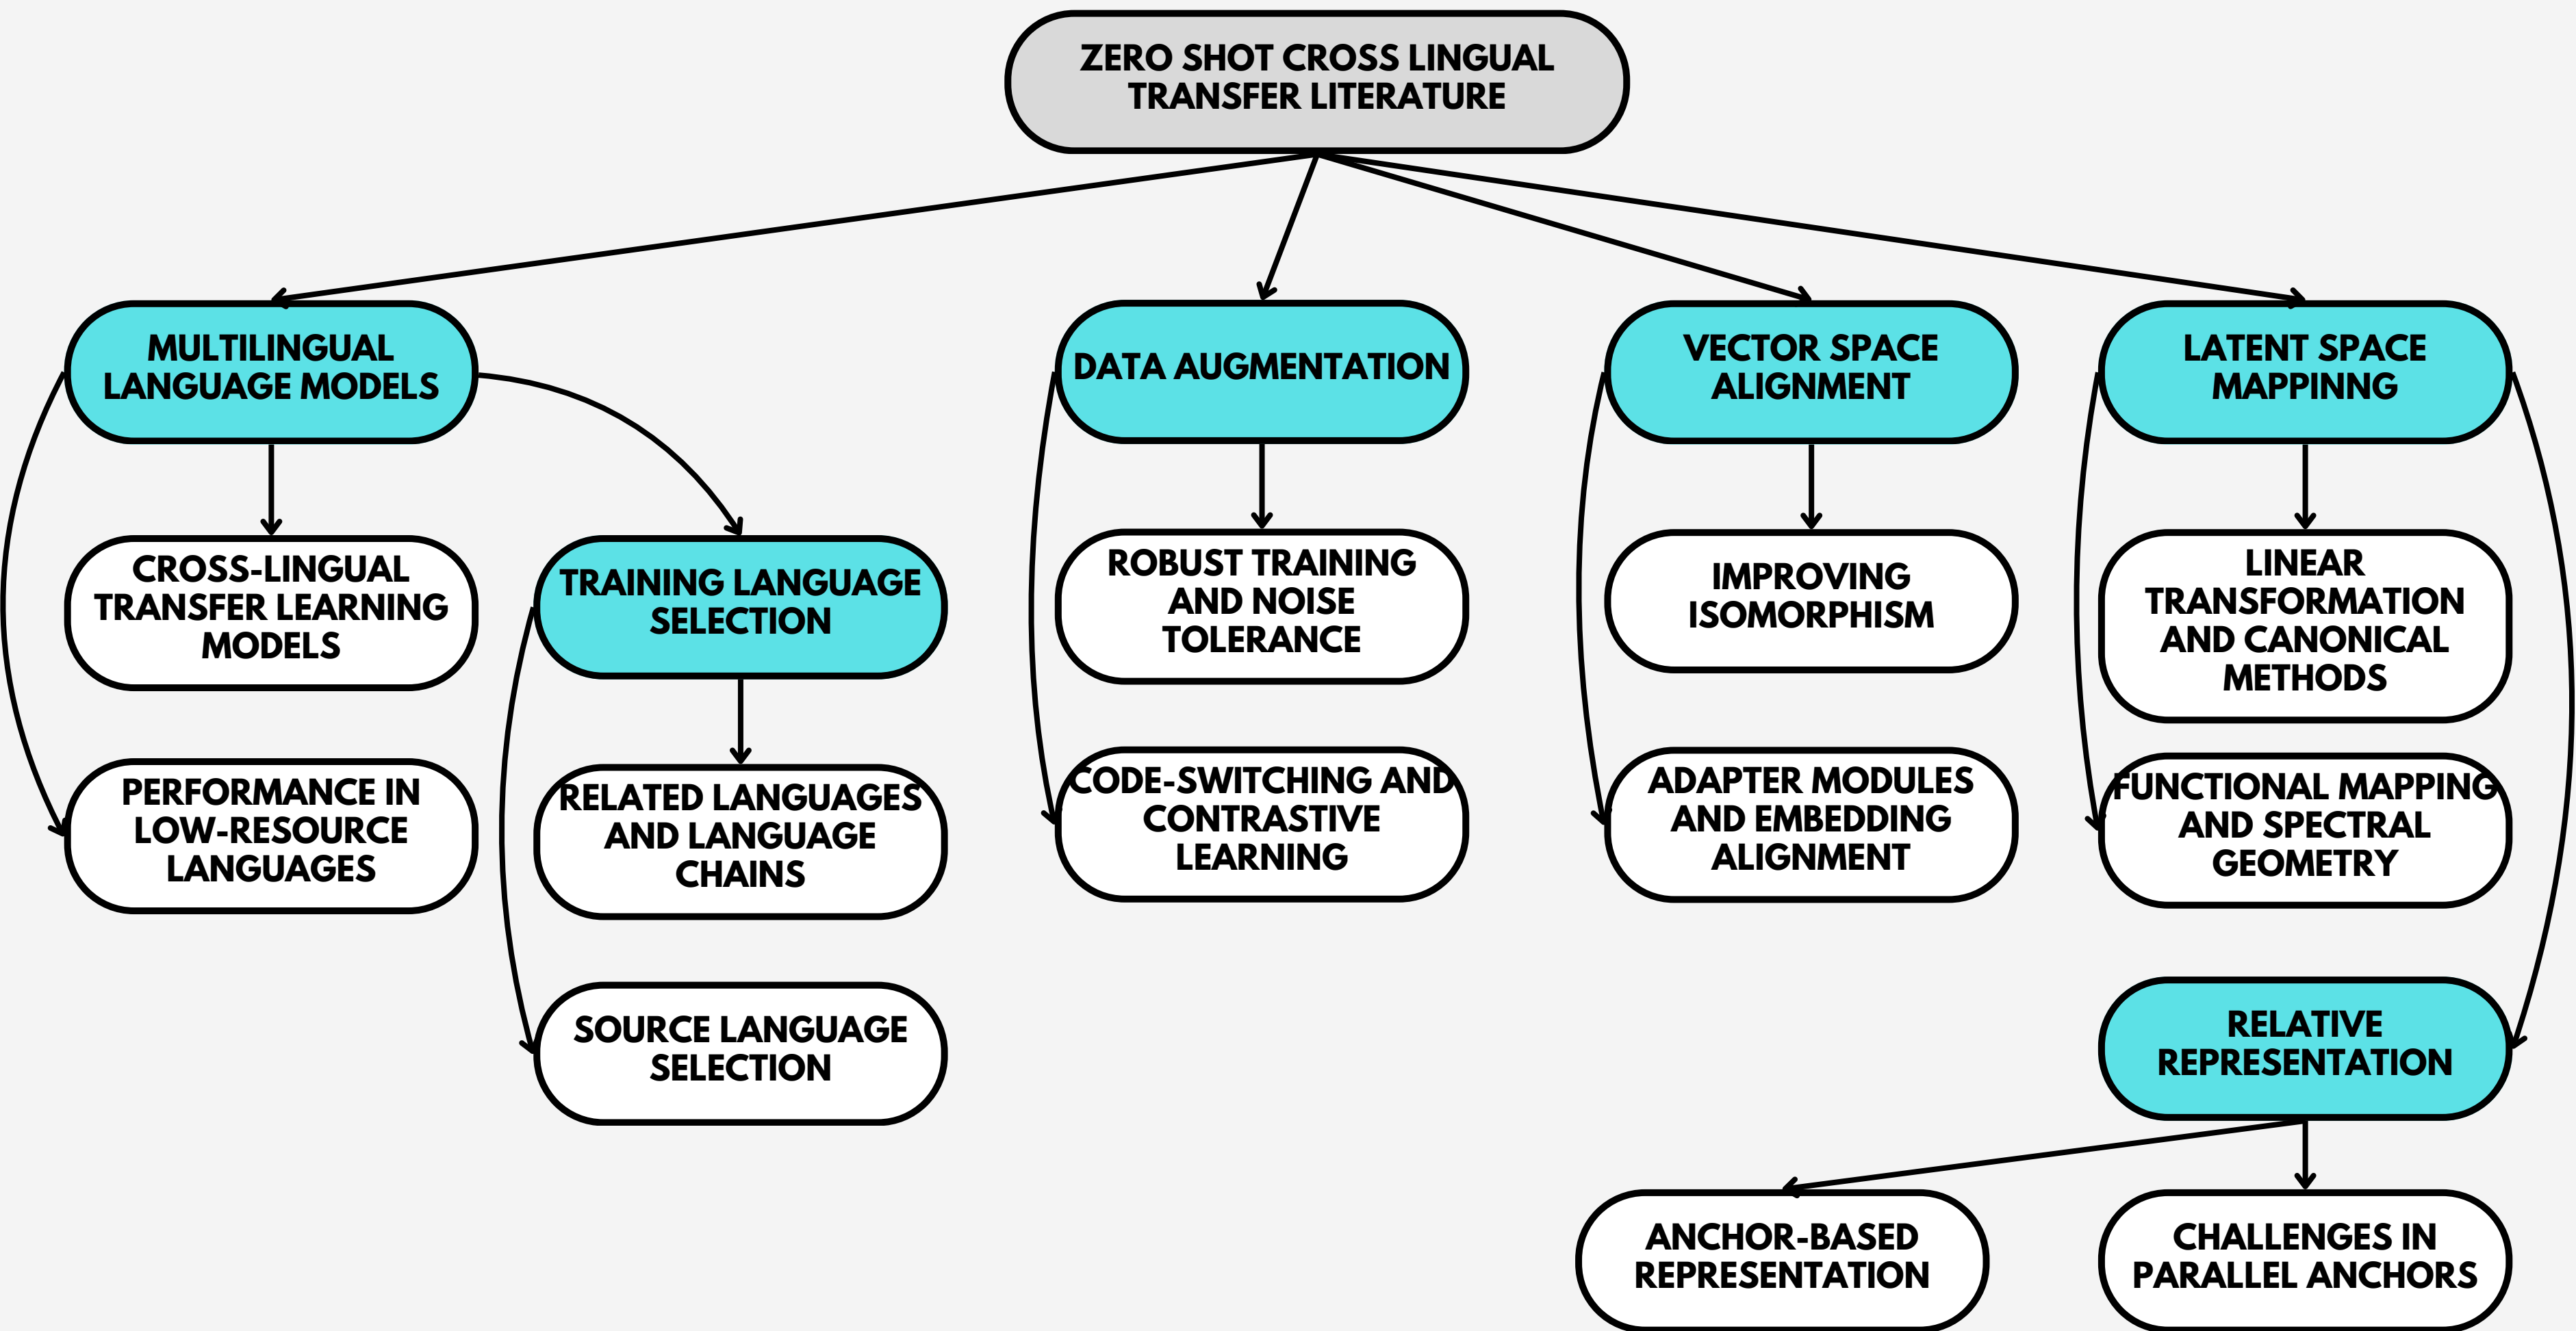 ZERO SHOT CROSS LINGUAL
TRANSFER LITERATURE
MULTILINGUAL
LANGUAGE MODELS
DATA AUGMENTATION
VECTOR SPACE
ALIGNMENT
LATENT SPACE
MAPPINNG
CROSS-LINGUAL
TRANSFER LEARNING
MODELS
TRAINING LANGUAGE
SELECTION
ROBUST TRAINING
AND NOISE
TOLERANCE
IMPROVING
ISOMORPHISM
LINEAR
TRANSFORMATION
AND CANONICAL
METHODS
PERFORMANCE IN
LOW-RESOURCE
LANGUAGES
RELATED LANGUAGES
AND LANGUAGE
CHAINS
CODE-SWITCHING AND
CONTRASTIVE
LEARNING
ADAPTER MODULES
AND EMBEDDING
ALIGNMENT
FUNCTIONAL MAPPING
AND SPECTRAL
GEOMETRY
SOURCE LANGUAGE
SELECTION
RELATIVE
REPRESENTATION
ANCHOR-BASED
REPRESENTATION
CHALLENGES IN
PARALLEL ANCHORS